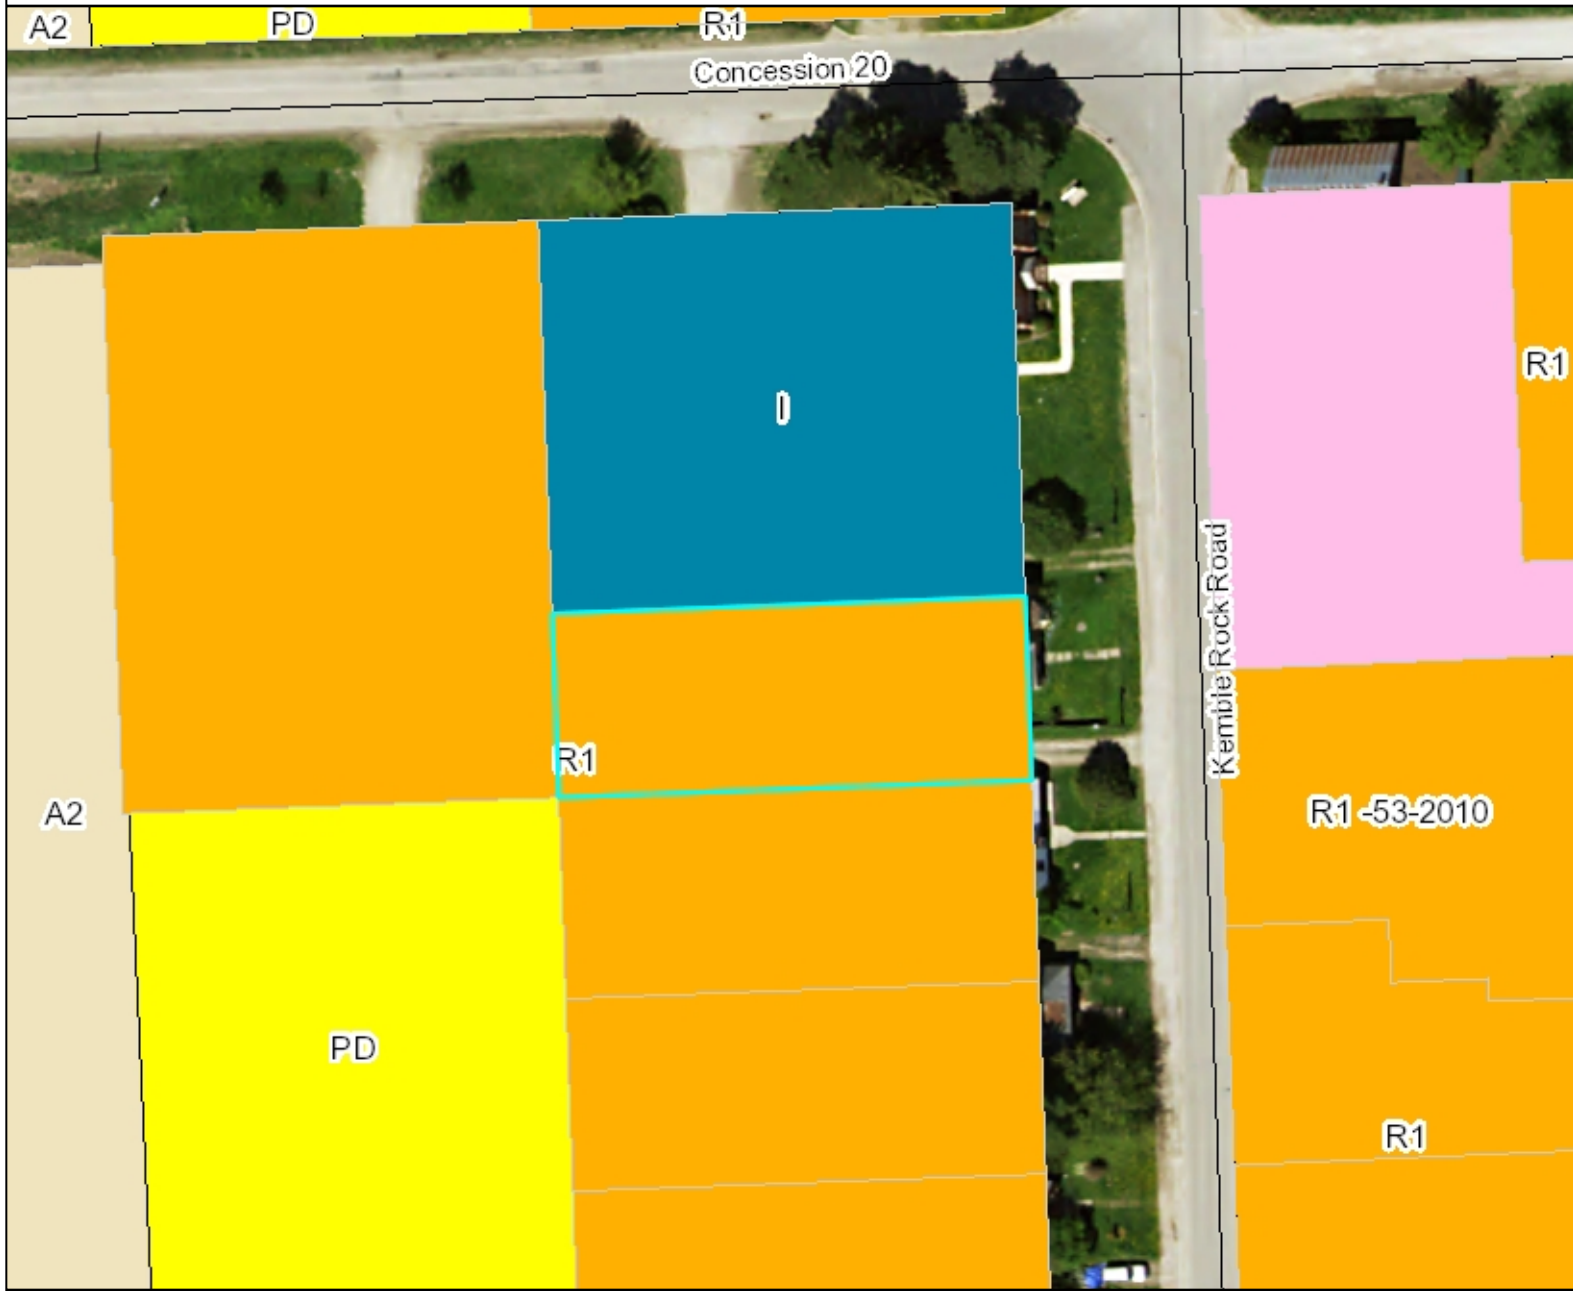 A2
PD
R1
Concession 20
R1
I
Kemble Rock Road
R1
A2
R1 -53-2010
PD
R1